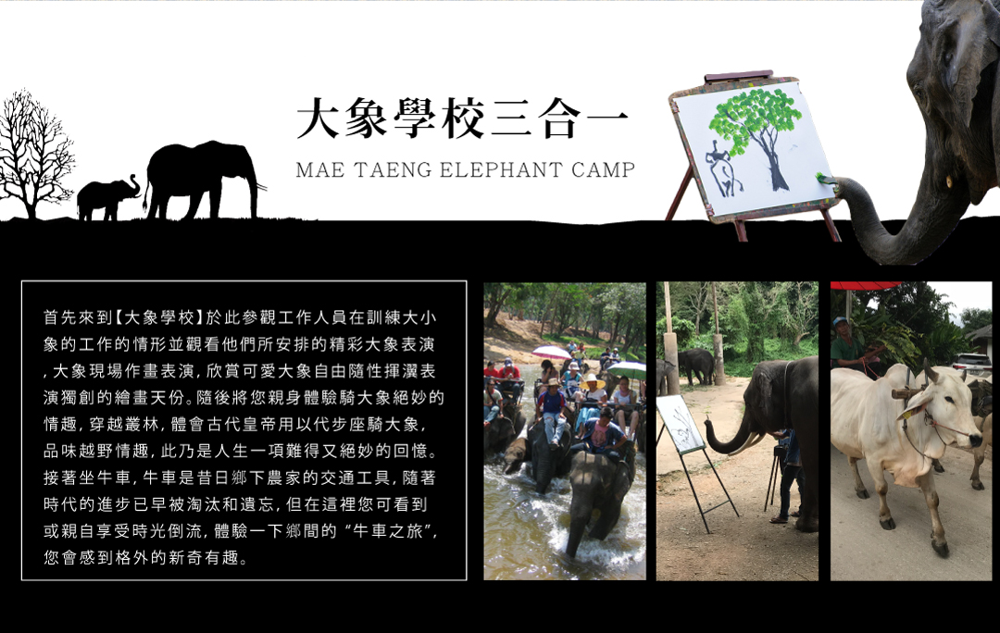 大象學校三合一
MAE TAENG ELEPHANT CAMP
首先來到【大象學校】於此參觀工作人員在訓練大小
象的工作的情形並觀看他們所安排的精彩大象表演
，大象現場作畫表演，欣賞可愛大象自由隨性揮灑表
演獨創的繪畫天份。隨後將您親身體驗騎大象絕妙的
情趣，穿越叢林，體會古代皇帝用以代步座騎大象，
品味越野情趣，此乃是人生一項難得又絕妙的回憶。
接著坐牛車，牛車是昔日鄉下農家的交通工具，隨著
時代的進步已早被淘汰和遺忘，但在這裡您可看到
或親自享受時光倒流，體驗一下鄉間的“牛車之旅”，
您會感到格外的新奇有趣。